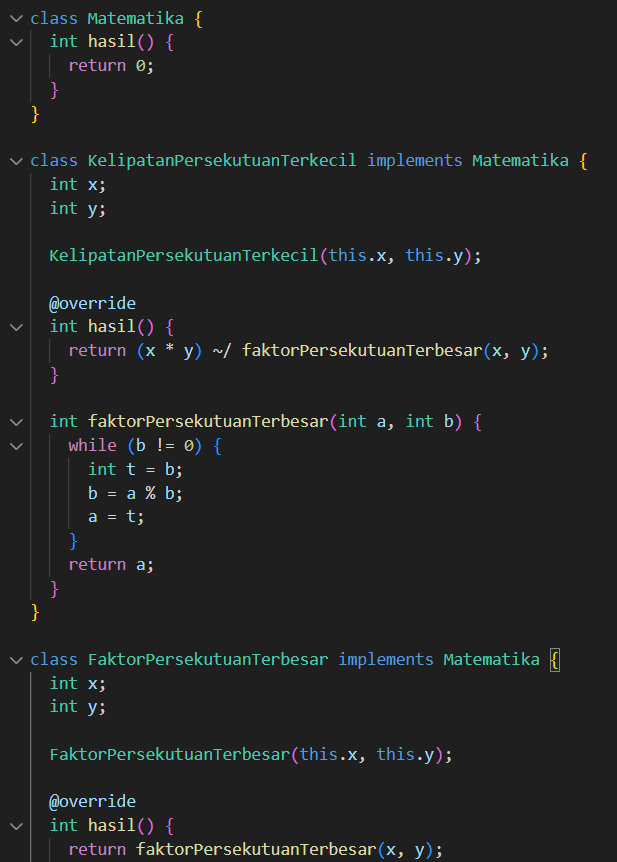 class Matematika {
int hasil() {
return 0;
}
}
class KelipatanPersekutuanTerkecil implements Matematika {
int x;
int y;
KelipatanPersekutuanTerkecil(this.x, this.y);
@override
int hasil() {
return (x * y) ~/ faktorPersekutuanTerbesar(x, y);
}
int faktorPersekutuanTerbesar(int a, int b) {
while (b != 0) {
int t = b;
b = a % b;
a = t;
}
return a;
}
}
class FaktorPersekutuanTerbesar implements Matematika {
int x;
int y;
FaktorPersekutuanTerbesar(this.x, this.y);
@override
int hasil() {
return faktorPersekutuanTerbesar(x, y);